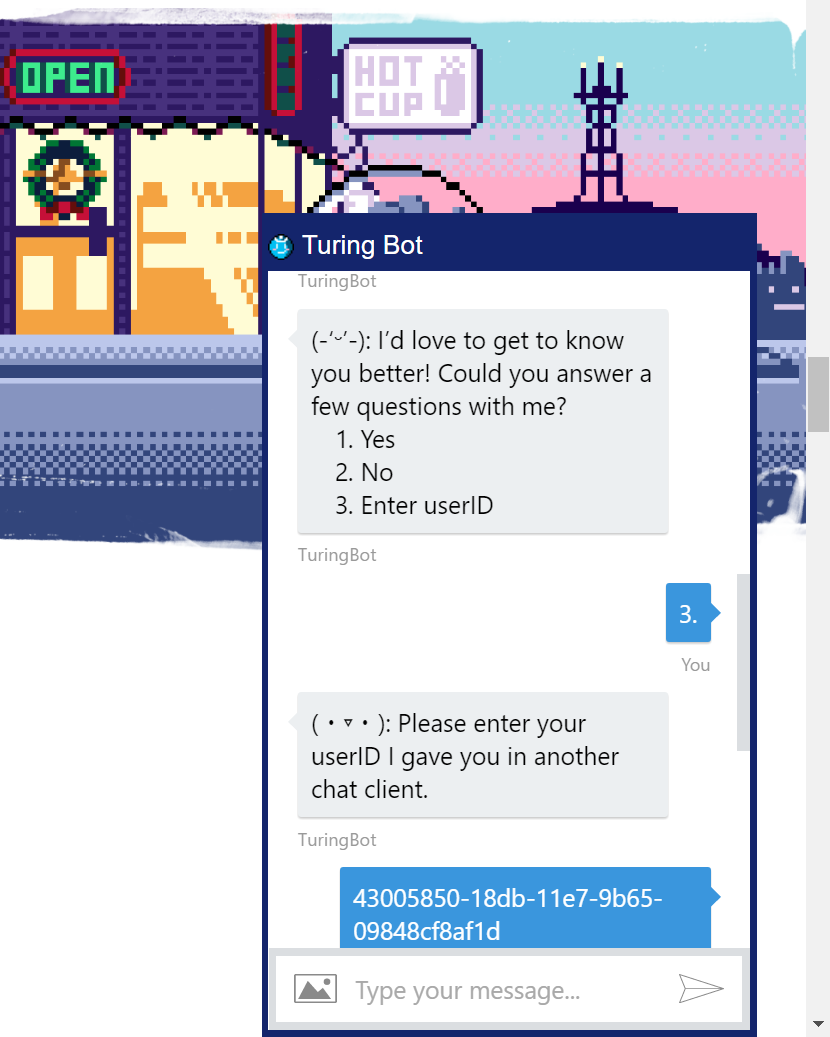 OPEN
HOT
CUP
Turing Bot
TuringBot
(-‘ᵕ’-): I’d love to get to know
you better! Could you answer a
few questions with me?
1. Yes
2. No
3. Enter userID
TuringBot
3.
You
(・▿・): Please enter your
userID I gave you in another
chat client.
TuringBot
43005850-18db-11e7-9b65-
09848cf8af1d
Type your message...